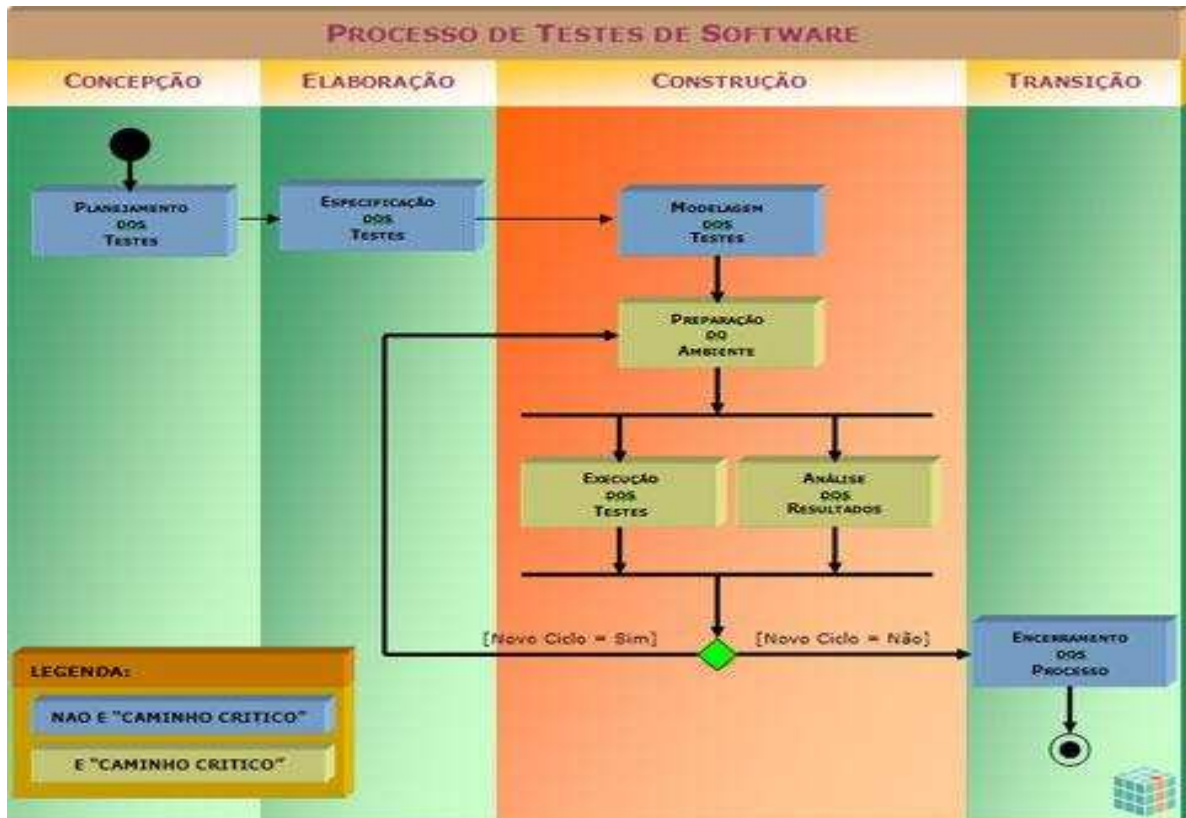 PROCESSO DE TESTES DE SOFTWARE
CONCEPÇÃO
ELABORAÇÃO
CONSTRUÇÃO
TRANSIÇÃO
PLANEJAMENTO
DOS
TESTES
ESPECIFICAÇÃO
DOS
TESTES
MODELAGEM
DOS
TESTES
PREPARAÇÃO
DO
AMBIENTE
EXECUÇÃO
DOS
TESTES
ANÁLISE
DOS
RESULTADOS
[Novo Ciclo = Sim]
[Novo Ciclo = Não]
ENCERRAMENTO
DOS
PROCESSO
LEGENDA:
NAO E "CAMINHO CRITICO"
E "CAMINHO CRITICO"